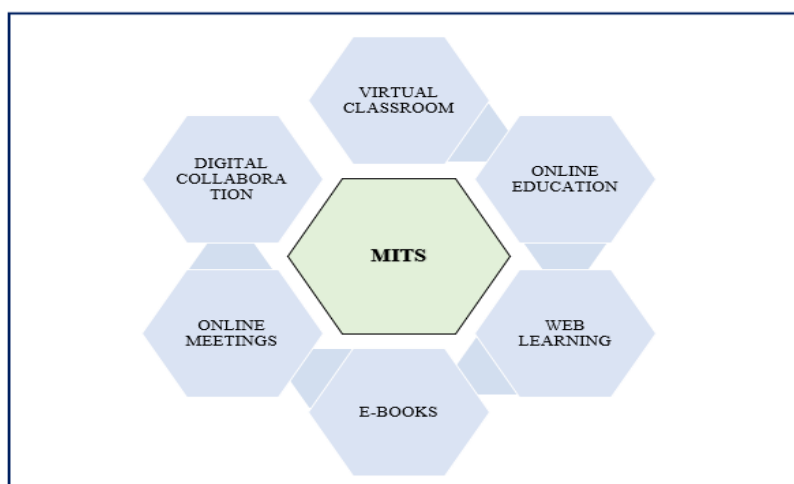 VIRTUAL
CLASSROOM
DIGITAL
COLLABORA
TION
ONLINE
EDUCATION
MITS
ONLINE
MEETINGS
WEB
LEARNING
E-BOOKS